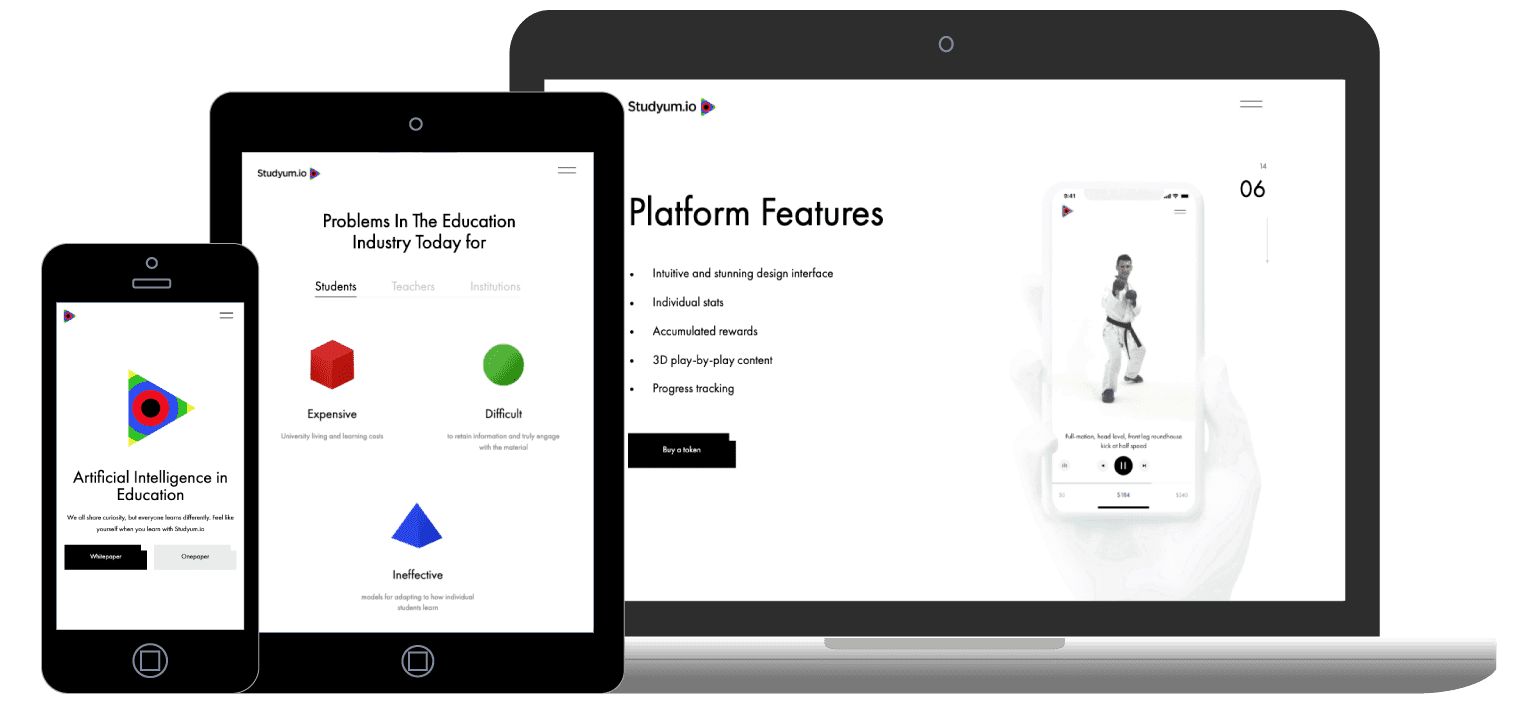 Studyum.io
14
06
Platform Features
Intuitive and stunning design interface
Individual stats
Accumulated rewards
3D play-by-play content
Progress tracking
Buy a token
9:41
Full-motion, head level, front leg roundhouse
kick at half speed
$0
$184
$340
Studyum.io
Problems In The Education
Industry Today for
Students
Teachers
Institutions
Expensive
University living and learning costs
Difficult
to retain information and truly engage
with the material
Ineffective
models for adapting to how individual
students learn
Artificial Intelligence in
Education
We all share curiosity, but everyone learns differently. Feel like
yourself when you learn with Studyum.io
Whitepaper
Onepaper